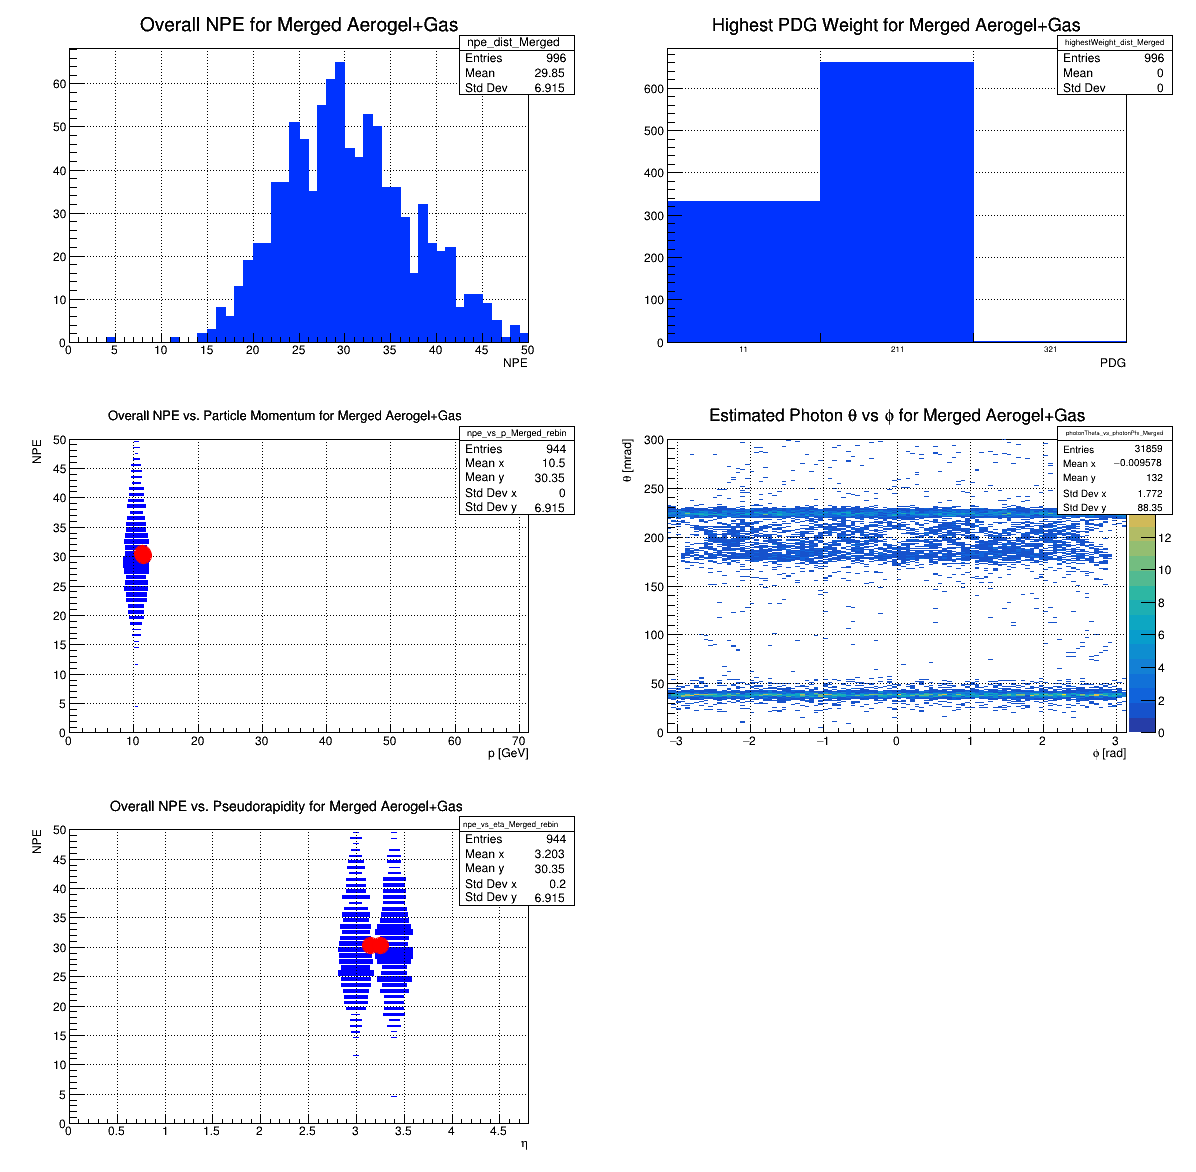 Overall NPE for Merged Aerogel+Gas
npe_dist_Merged
Entries 996
Mean 29.85
Std Dev 6.915
60
50
40
30
20
10
0
0 5 10 15 20 25 30 35 40 45 50
NPE
Highest PDG Weight for Merged Aerogel+Gas
highestWeight_dist_Merged
Entries 996
Mean 0
Std Dev 0
600
500
400
300
200
100
0
11 211 321
PDG
Overall NPE vs. Particle Momentum for Merged Aerogel+Gas
npe_vs_p_Merged_rebin
Entries 944
Mean x 10.5
Mean y 30.35
Std Dev x 0
Std Dev y 6.915
NPE
50
45
40
35
30
25
20
15
10
5
0
0 10 20 30 40 50 60 70
p [GeV]
Estimated Photon θ vs ϕ for Merged Aerogel+Gas
photonTheta_vs_photonPhi_Merged
Entries 31859
Mean x −0.009578
Mean y 132
Std Dev x 1.772
Std Dev y 88.35
θ [mrad]
300
250
200
150
100
50
0
−3 −2 −1 0 1 2 3
ϕ [rad]
12
10
8
6
4
2
0
Overall NPE vs. Pseudorapidity for Merged Aerogel+Gas
npe_vs_eta_Merged_rebin
Entries 944
Mean x 3.203
Mean y 30.35
Std Dev x 0.2
Std Dev y 6.915
NPE
50
45
40
35
30
25
20
15
10
5
0
0 0.5 1 1.5 2 2.5 3 3.5 4 4.5
η